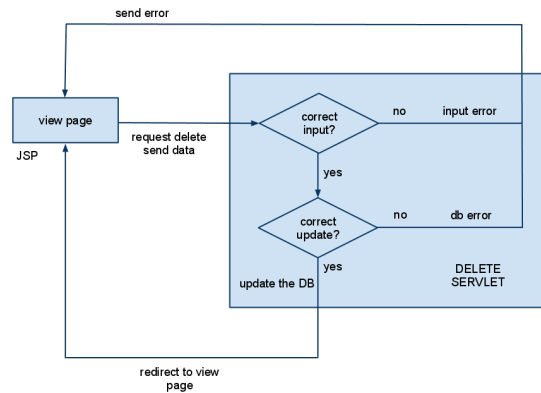 send error
view page
JSP
request delete
send data
correct
input?
no
input error
yes
correct
update?
no
db error
yes
update the DB
DELETE
SERVLET
redirect to view
page